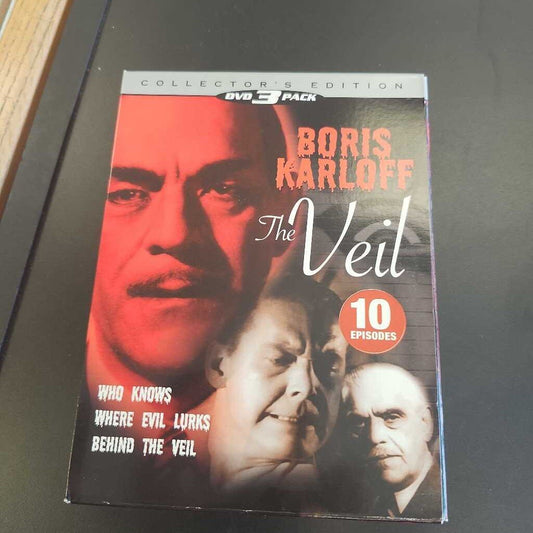 COLLECTOR'S EDITION
DVD 3 PACK
BORIS
KARLOFF
The Veil
10
EPISODES
WHO KNOWS
WHERE EVIL LURKS
BEHIND THE VEIL